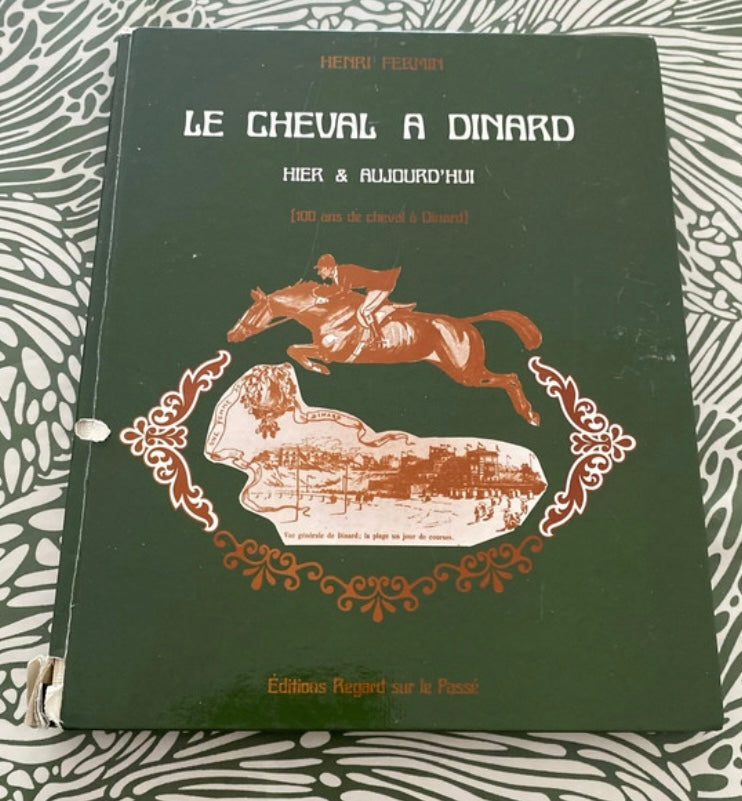 HENRI FERMIN
LE CHEVAL A DINARD
HIER & AUJOURD'HUI
(100 ans de cheval à Dinard)
DINARD
Vue générale de Dinard; la plage un jour de courses.
Éditions Regard sur le Passé